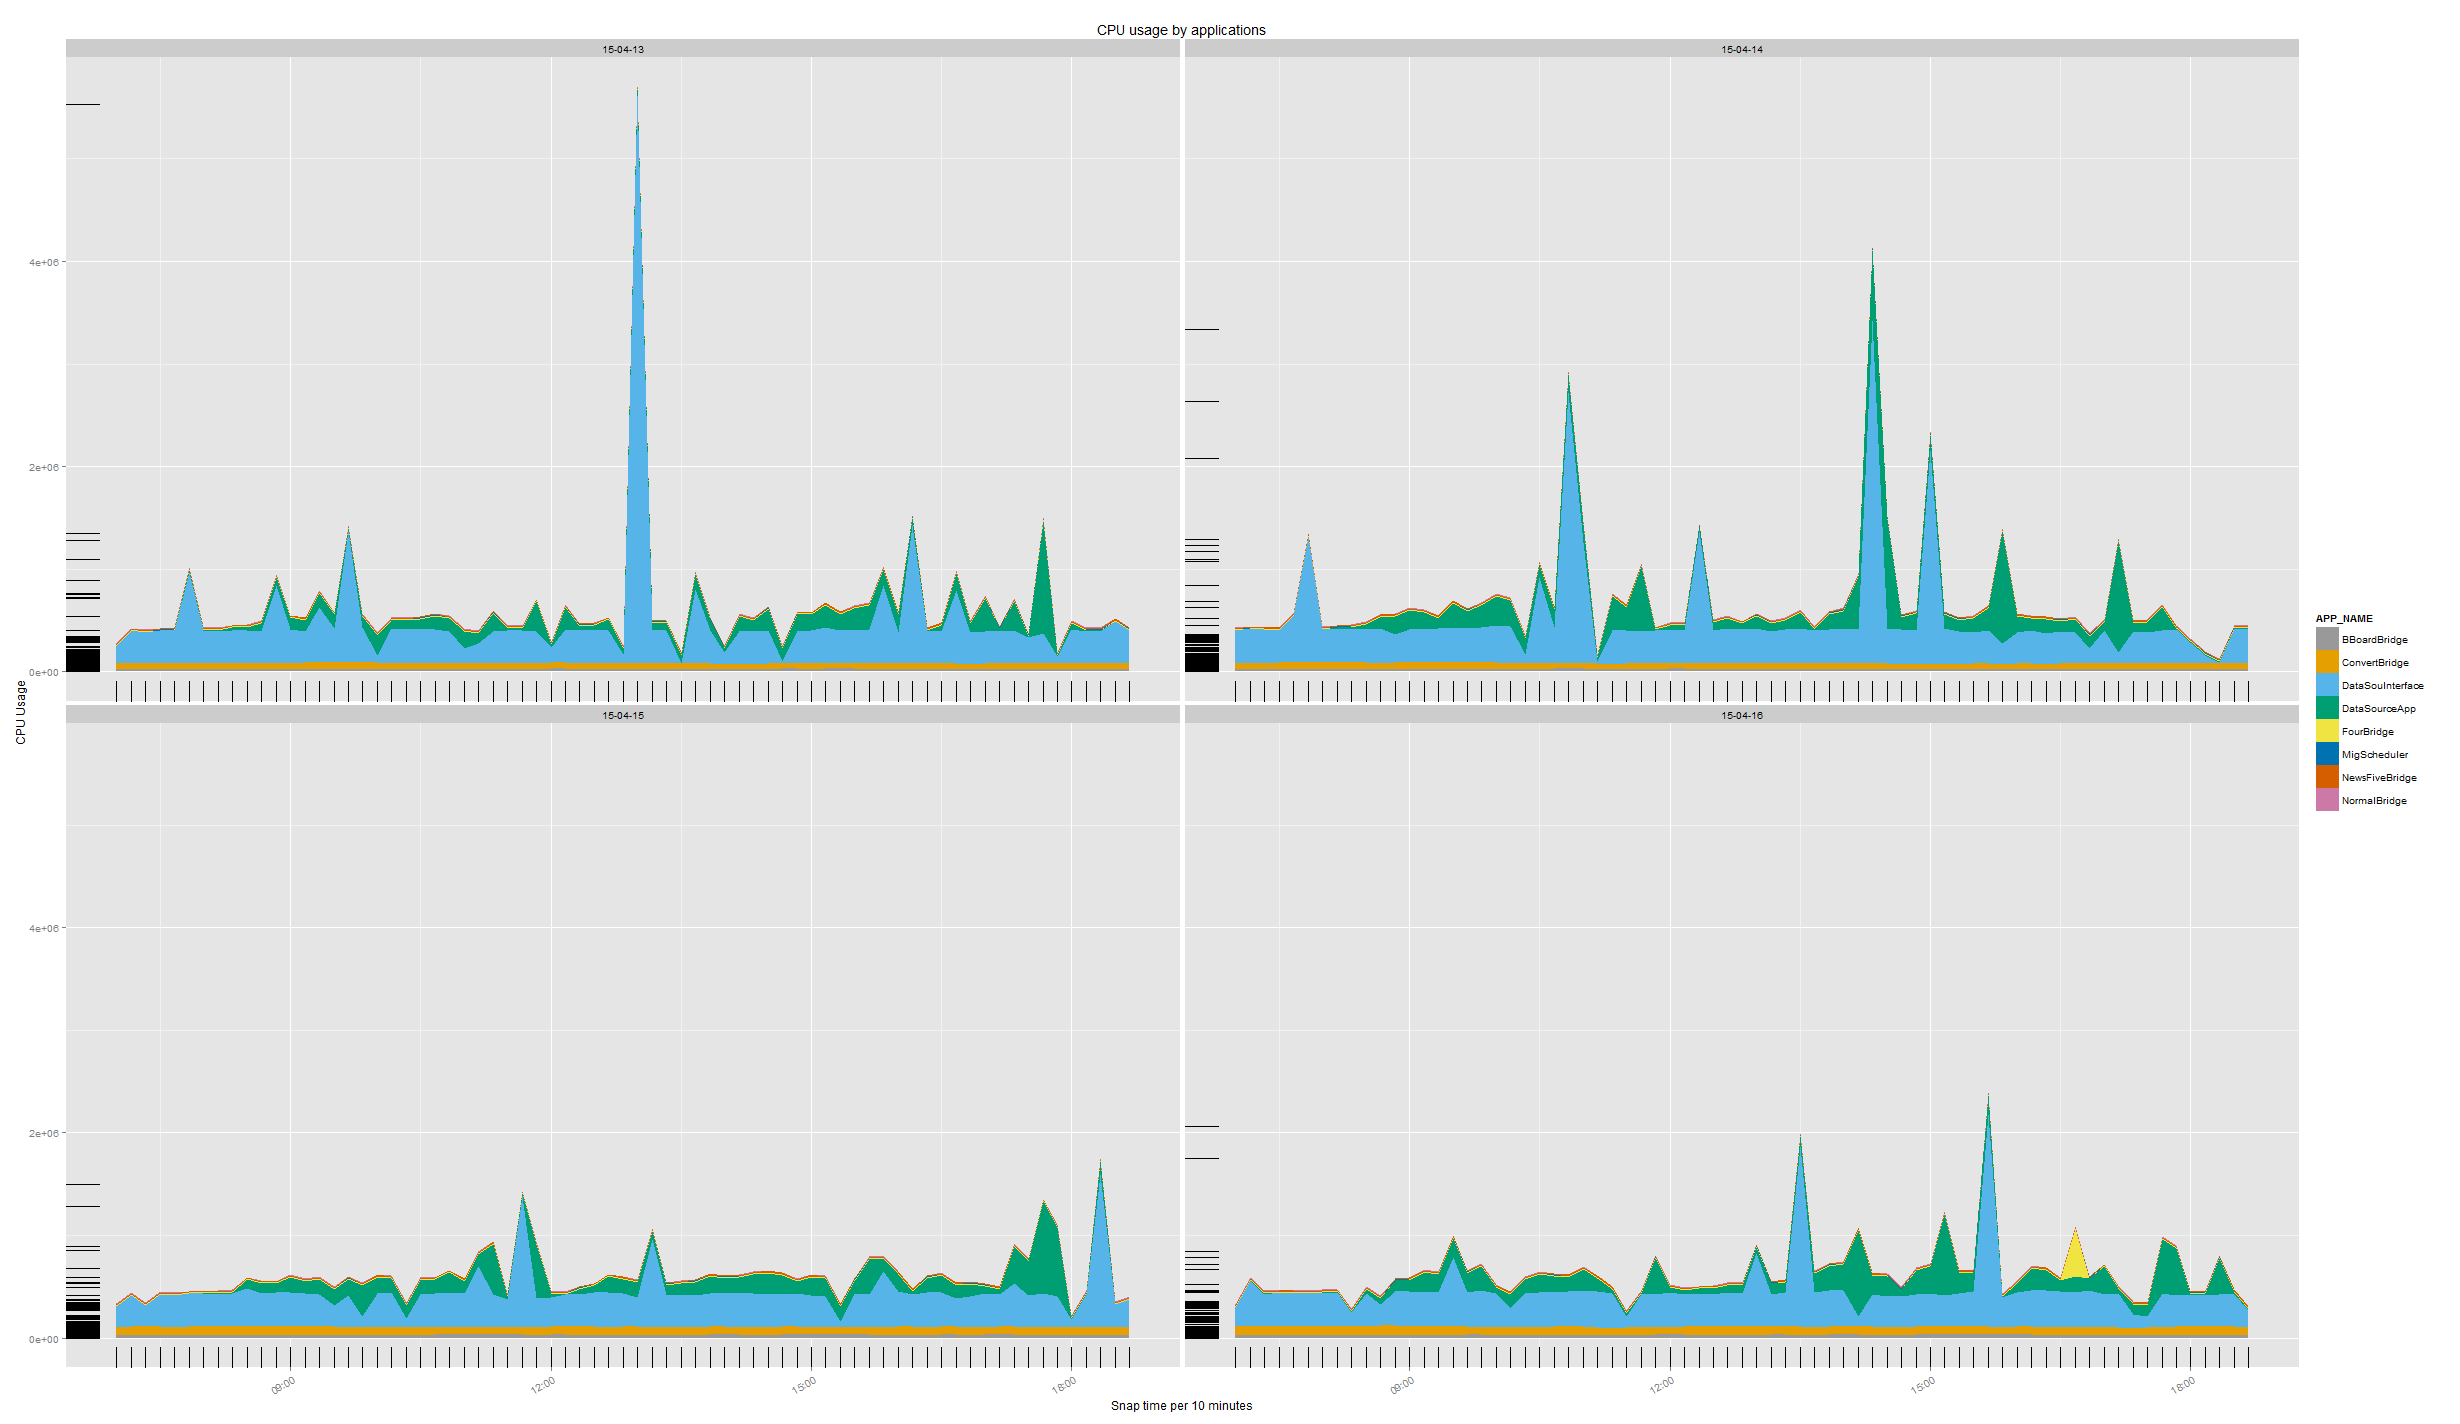 CPU usage by applications
15-04-13
15-04-14
4e+06
2e+06
0e+00
CPU Usage
15-04-15
15-04-16
4e+06
2e+06
0e+00
09:00
12:00
15:00
18:00
09:00
12:00
15:00
18:00
Snap time per 10 minutes
APP_NAME
BBoardBridge
ConvertBridge
DataSouInterface
DataSourceApp
FourBridge
MigScheduler
NewsFiveBridge
NormalBridge